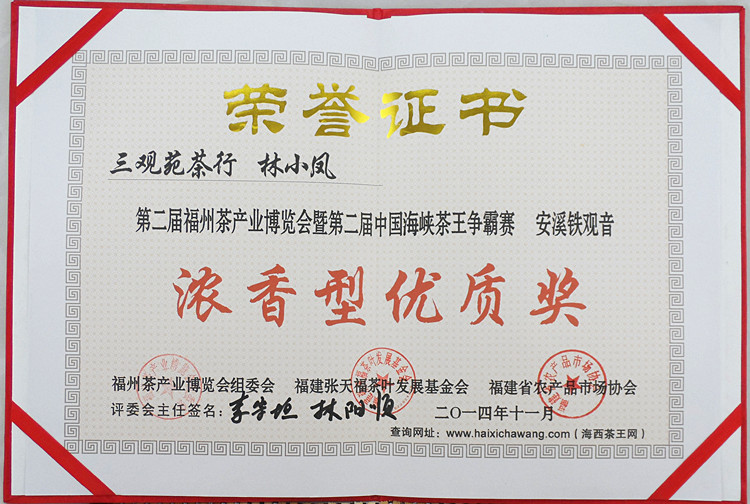 荣誉证书
三观苑茶行 林小凤
第二届福州茶产业博览会暨第二届中国海峡茶王争霸赛 安溪铁观音
浓香型优质奖
福州茶产业博览会组委会 福建张天福茶叶发展基金会 福建省农产品市场协会
评委会主任签名： 林阳顺 二〇一四年十一月
查询网址：www.haixichawang.com（海西茶王网）